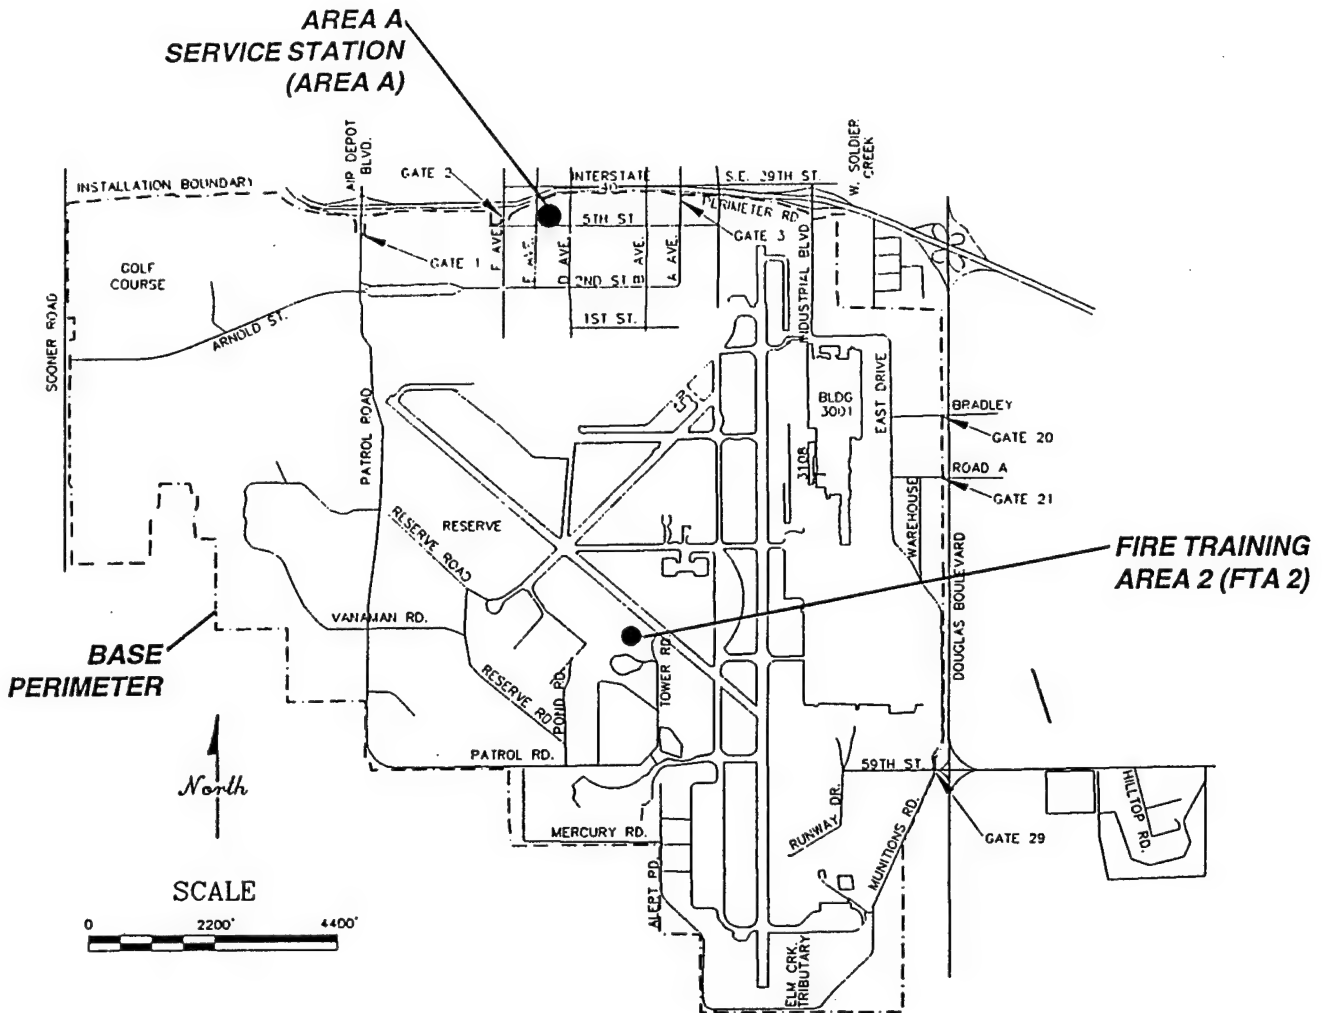 AREA A
SERVICE STATION
(AREA A)
AIR DEPOT
BLVD.
W. SOLDIER
CREEK
GATE 2
INTERSTATE
40
S.E. 29TH ST.
INSTALLATION BOUNDARY
PERIMETER RD
5TH ST
GATE 3
GATE 1
F AVE.
E AVE.
D AVE.
B AVE.
A AVE.
INDUSTRIAL BLVD
GOLF
COURSE
2ND ST
1ST ST.
ARNOLD ST.
SOONER ROAD
PATROL ROAD
BLDG
3001
EAST DRIVE
BRADLEY
GATE 20
3108
ROAD A
GATE 21
WAREHOUSE
RESERVE
RESERVE ROAD
DOUGLAS BOULEVARD
FIRE TRAINING
AREA 2 (FTA 2)
VANAMAN RD.
BASE
PERIMETER
RESERVE RD
POND RD.
TOWER RD.
PATROL RD.
59TH ST.
North
HILLTOP RD.
MERCURY RD.
RUNWAY DR.
MUNITIONS RD.
GATE 29
SCALE
ALERT RD.
0 2200' 4400'
ELM CRK.
TRIBUTARY